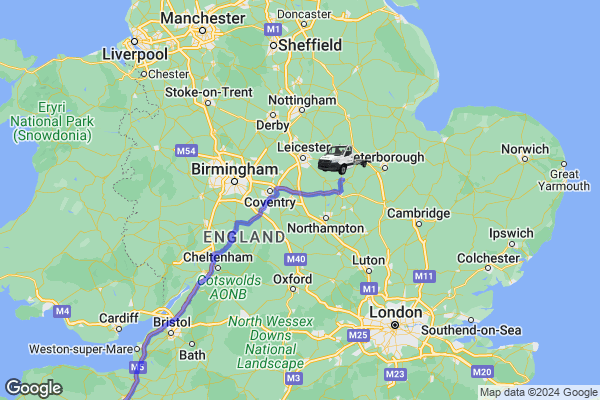 Doncaster
Manchester
M1
Liverpool
Sheffield
Chester
Eryri
National Park
(Snowdonia)
Stoke-on-Trent
Nottingham
Derby
M54
Leicester
eterborough
Norwich
Birmingham
Great
Yarmouth
Coventry
Cambridge
ENGLAND
Northampton
Ipswich
Cheltenham
M40
Luton
Colchester
Cotswolds
AONB
Oxford
M1
M11
M4
Cardiff
London
Bristol
North Wessex
Downs
National
Landscape
M25
Southend-on-Sea
Weston-super-Mare
Bath
M5
M3
M23
M20
Google
Google
Map data ©2024 Google